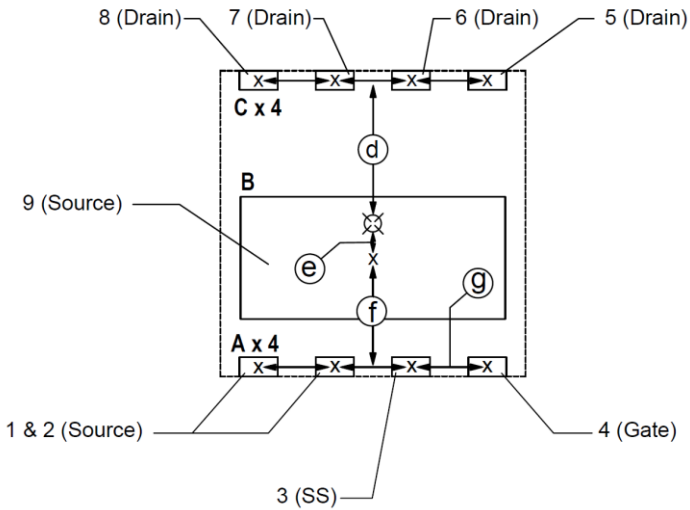 8 (Drain) 7 (Drain) 6 (Drain) 5 (Drain)
x x x x
C x 4
d
B
9 (Source)
e
x
g
f
A x 4
x x x x
1 & 2 (Source)
4 (Gate)
3 (SS)